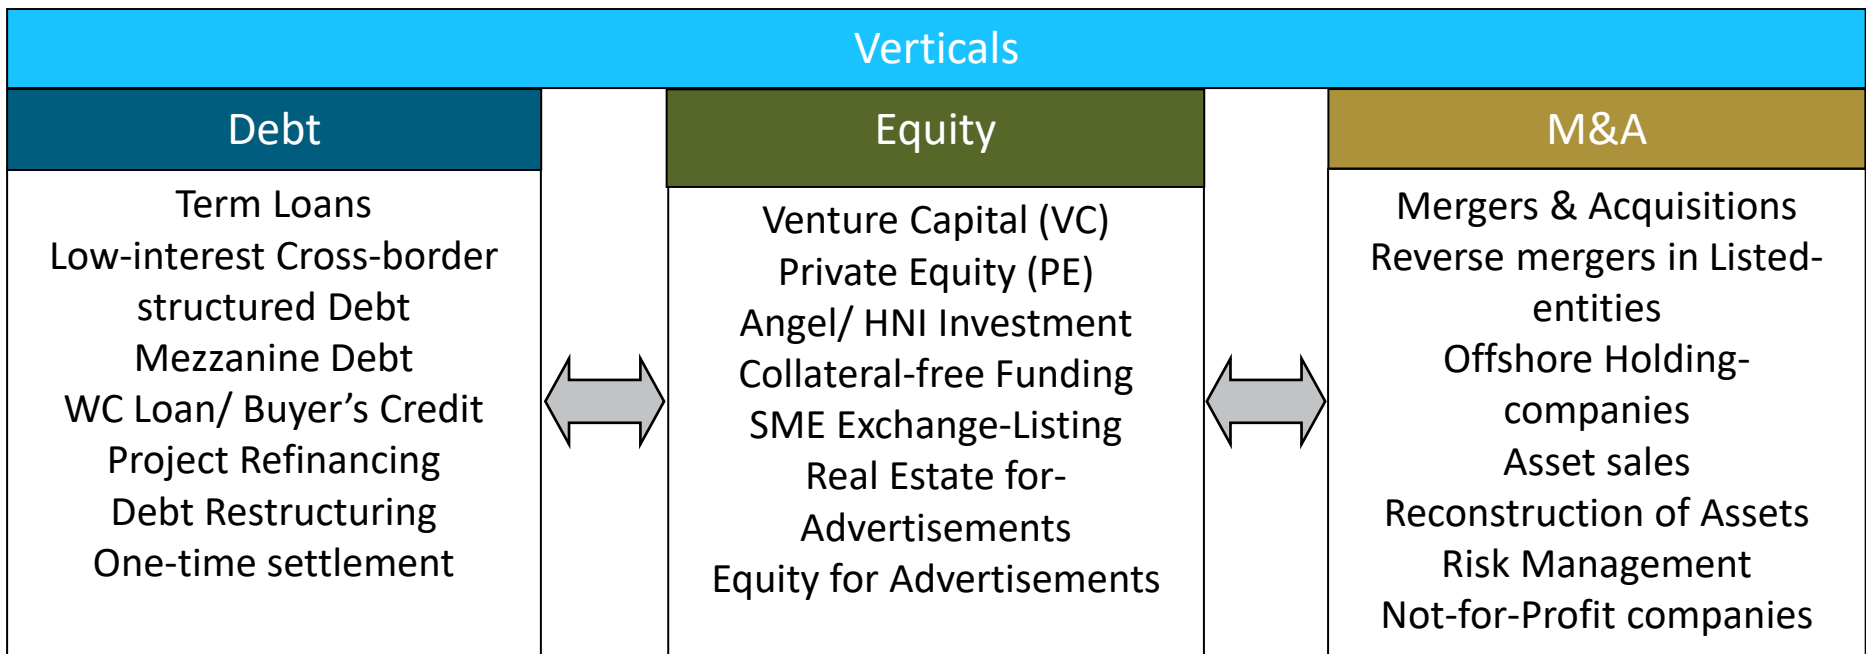 Verticals
Debt
Term Loans
Low-interest Cross-border
structured Debt
Mezzanine Debt
WC Loan/ Buyer’s Credit
Project Refinancing
Debt Restructuring
One-time settlement
Equity
Venture Capital (VC)
Private Equity (PE)
Angel/ HNI Investment
Collateral-free Funding
SME Exchange-Listing
Real Estate for-
Advertisements
Equity for Advertisements
M&A
Mergers & Acquisitions
Reverse mergers in Listed-
entities
Offshore Holding-
companies
Asset sales
Reconstruction of Assets
Risk Management
Not-for-Profit companies